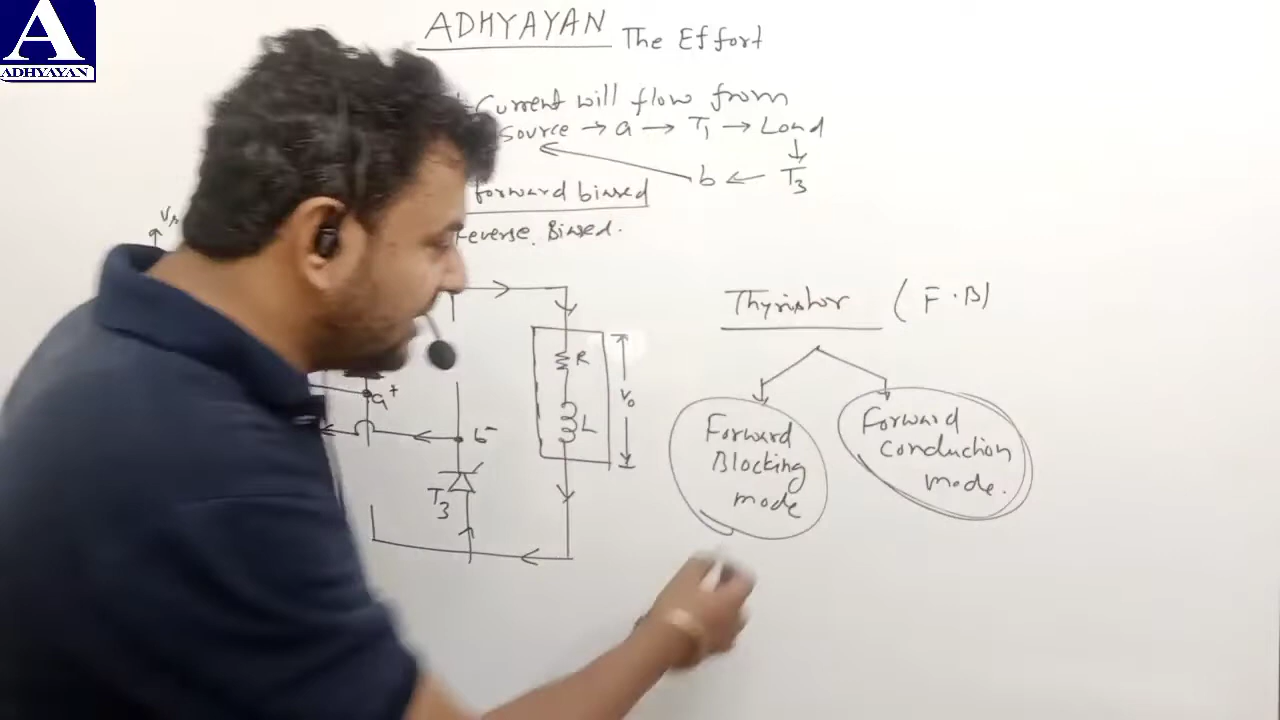 A
ADHYAYAN
ADHYAYAN The Effort
Current will flow from
Source → a → T1 → Load
b ← T3
forward biased
reverse Biased.
Thyristor (F.B)
R
L
Vo
a+
b-
T3
Forward
Blocking
mode
Forward
Conduction
mode.